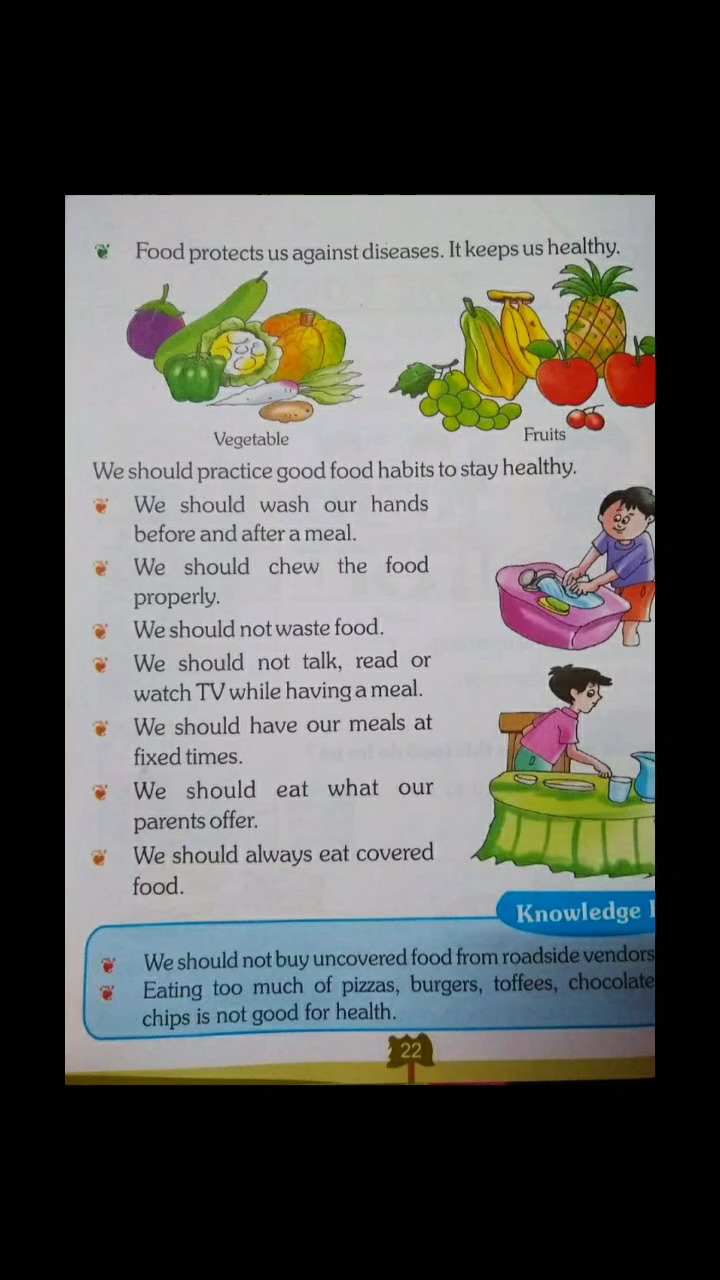 Food protects us against diseases. It keeps us healthy.
Vegetable
Fruits
We should practice good food habits to stay healthy.
We should wash our hands
before and after a meal.
We should chew the food
properly.
We should not waste food.
We should not talk, read or
watch TV while having a meal.
We should have our meals at
fixed times.
We should eat what our
parents offer.
We should always eat covered
food.
Knowledge
We should not buy uncovered food from roadside vendors
Eating too much of pizzas, burgers, toffees, chocolate
chips is not good for health.
22